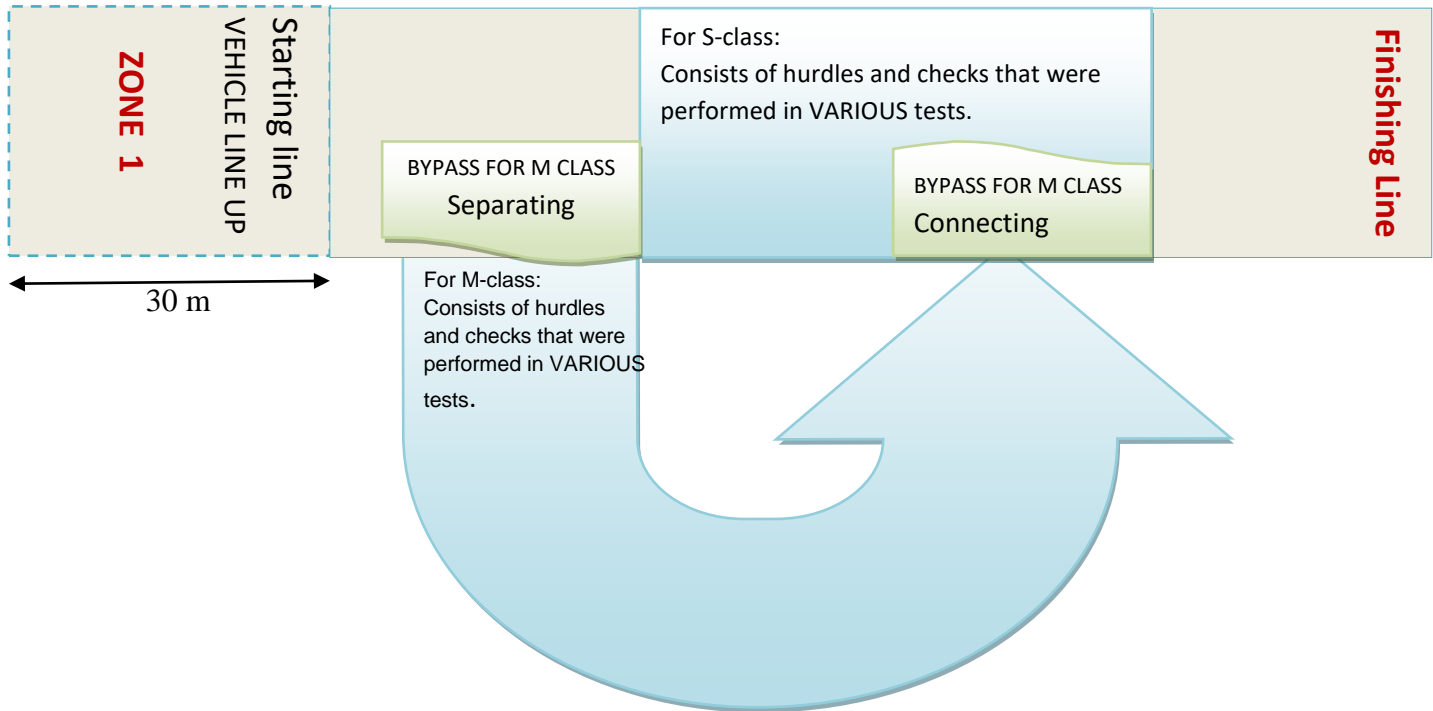 ZONE 1
Starting line
VEHICLE LINE UP
30 m
BYPASS FOR M CLASS
Separating
For M-class:
Consists of hurdles
and checks that were
performed in VARIOUS
tests.
For S-class:
Consists of hurdles and checks that were
performed in VARIOUS tests.
BYPASS FOR M CLASS
Connecting
Finishing Line